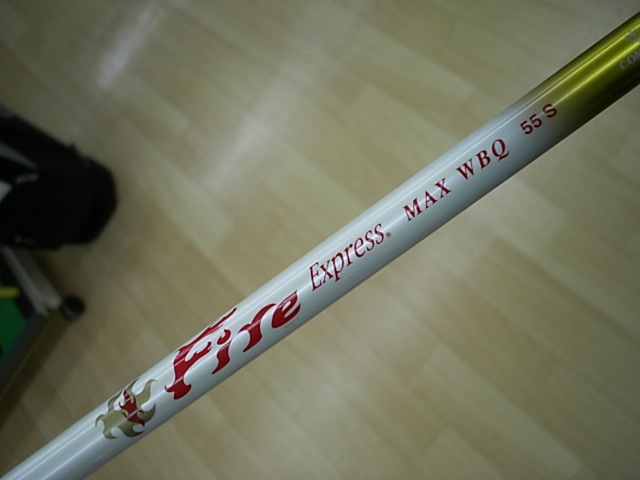 Fire Express. MAX WBQ 55 S